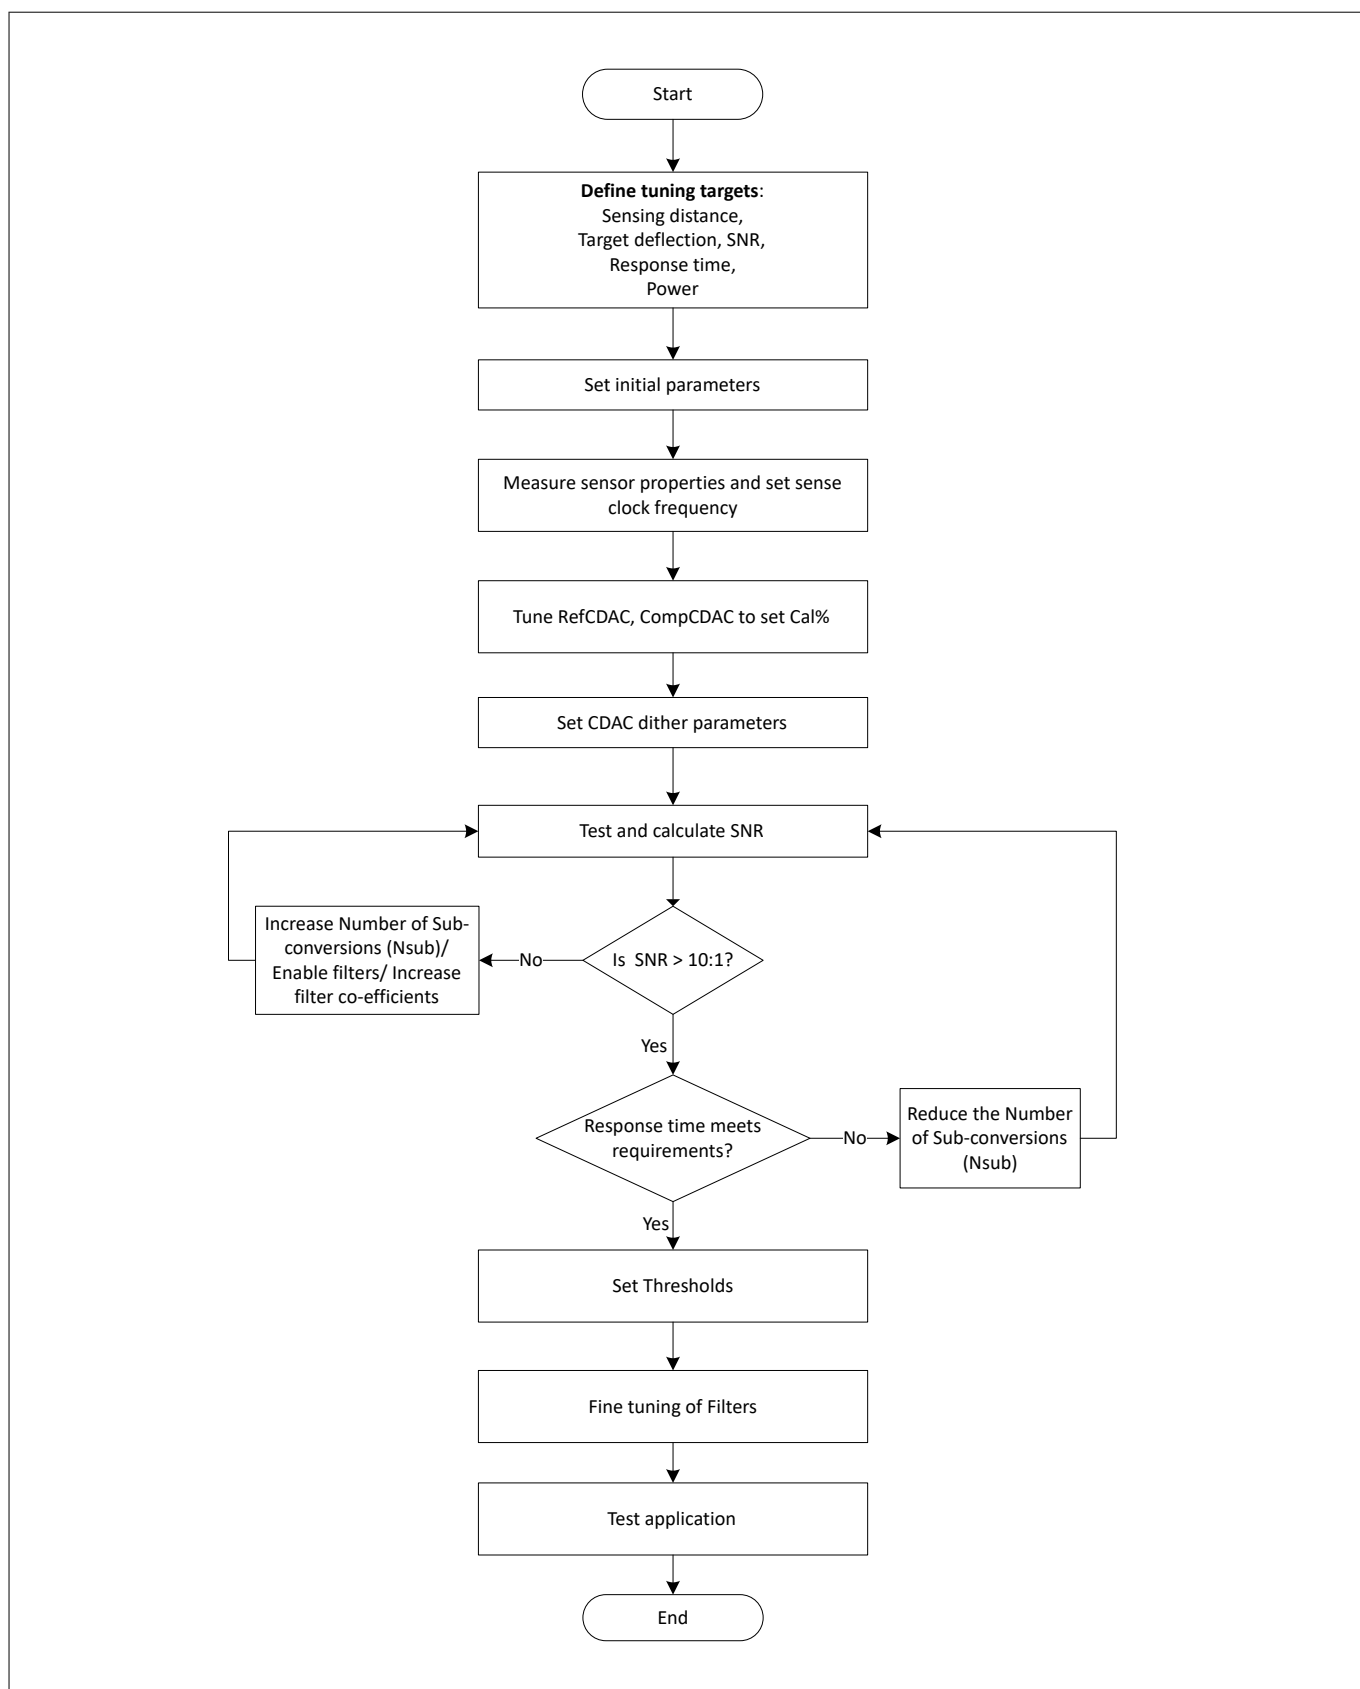 Start
Define tuning targets:
Sensing distance,
Target deflection, SNR,
Response time,
Power
Set initial parameters
Measure sensor properties and set sense
clock frequency
Tune RefCDAC, CompCDAC to set Cal%
Set CDAC dither parameters
Test and calculate SNR
Increase Number of Sub-
conversions (Nsub)/
Enable filters/ Increase
filter co-efficients
No
Is SNR > 10:1?
Yes
Response time meets
requirements?
No
Reduce the Number
of Sub-conversions
(Nsub)
Yes
Set Thresholds
Fine tuning of Filters
Test application
End